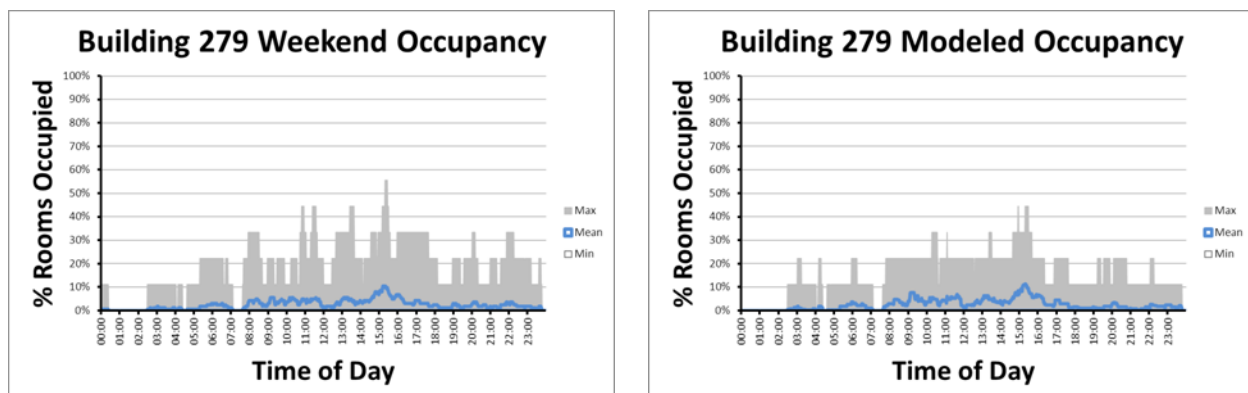 Building 279 Weekend Occupancy
% Rooms Occupied
100%
90%
80%
70%
60%
50%
40%
30%
20%
10%
0%
00:00 01:00 02:00 03:00 04:00 05:00 06:00 07:00 08:00 09:00 10:00 11:00 12:00 13:00 14:00 15:00 16:00 17:00 18:00 19:00 20:00 21:00 22:00 23:00
Time of Day
Max
Mean
Min
Building 279 Modeled Occupancy
% Rooms Occupied
100%
90%
80%
70%
60%
50%
40%
30%
20%
10%
0%
00:00 01:00 02:00 03:00 04:00 05:00 06:00 07:00 08:00 09:00 10:00 11:00 12:00 13:00 14:00 15:00 16:00 17:00 18:00 19:00 20:00 21:00 22:00 23:00
Time of Day
Max
Mean
Min